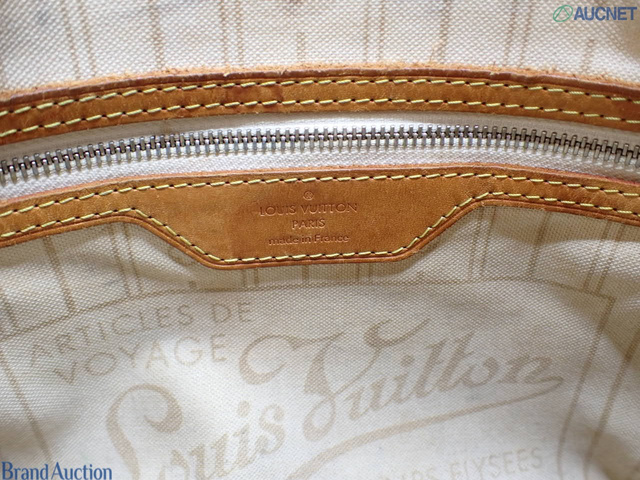 AUCNET
LOUIS VUITTON
PARIS
made in France
ARTICLES DE
VOYAGE
Louis Vuitton
ELYSEES
Brand Auction